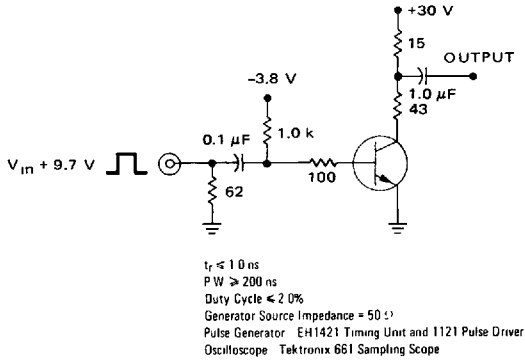 +30 V
15
OUTPUT
1.0 μF
43
−3.8 V
0.1 μF
1.0 k
V_in + 9.7 V
100
62
t_r ≤ 1.0 ns
PW ≥ 200 ns
Duty Cycle ≤ 2.0%
Generator Source Impedance = 50 Ω
Pulse Generator EH1421 Timing Unit and 1121 Pulse Driver
Oscilloscope Tektronix 661 Sampling Scope